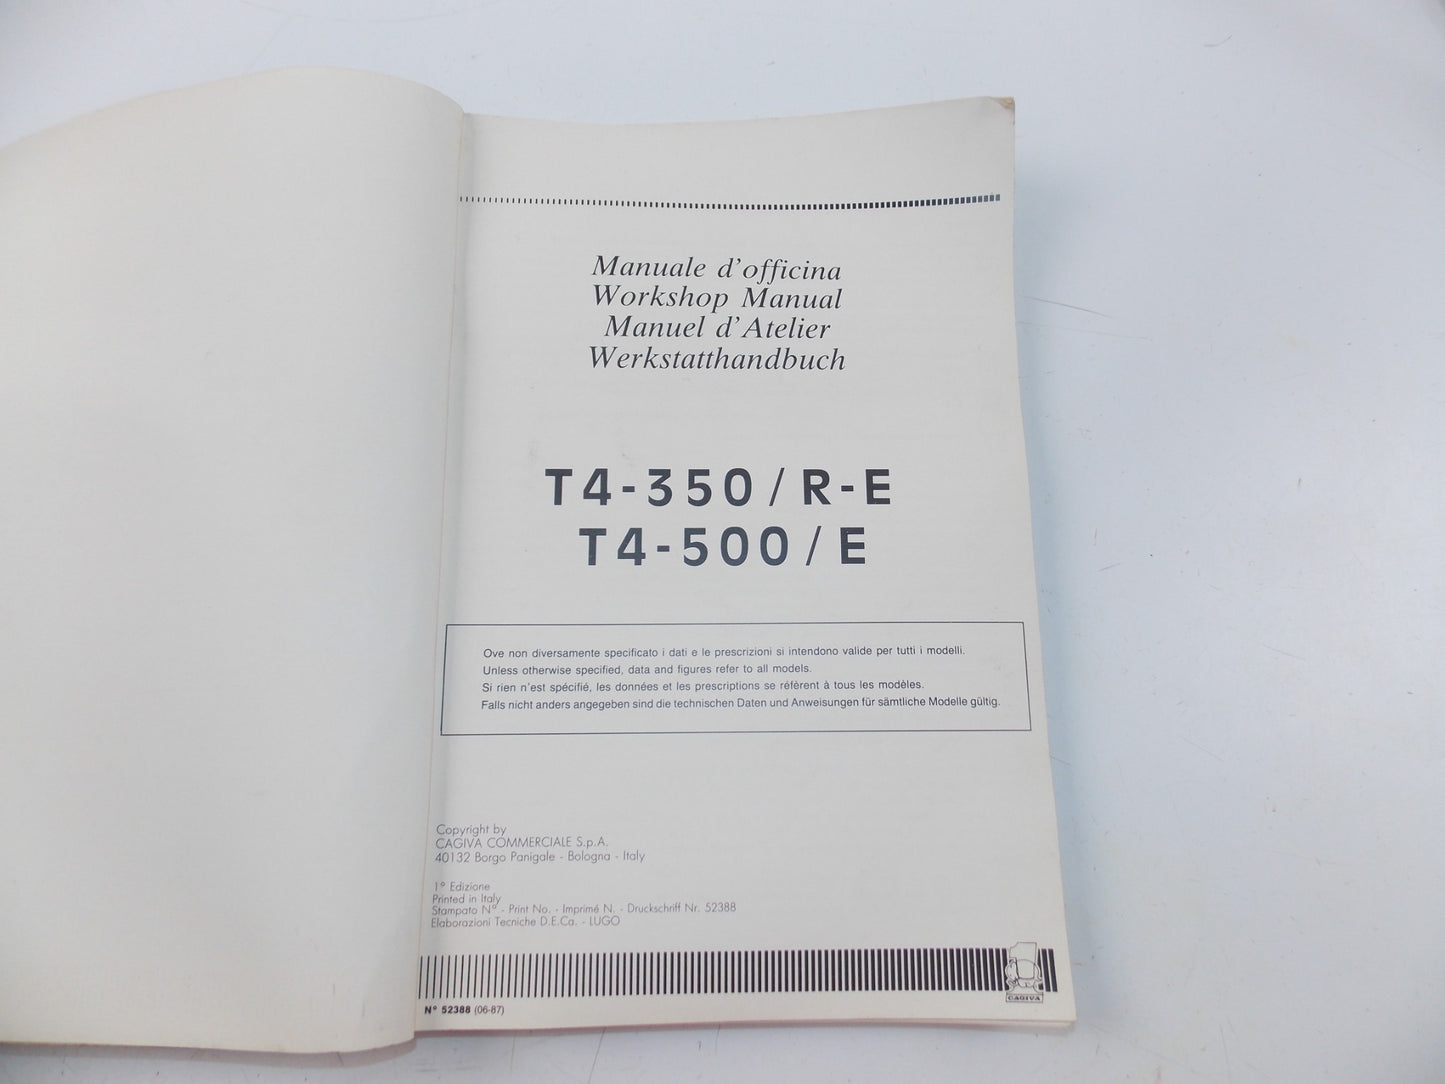 Manuale d'officina
Workshop Manual
Manuel d'Atelier
Werkstatthandbuch
T4-350/R-E
T4-500/E
Ove non diversamente specificato i dati e le prescrizioni si intendono valide per tutti i modelli.
Unless otherwise specified, data and figures refer to all models.
Si rien n'est spécifié, les données et les prescriptions se réfèrent à tous les modèles.
Falls nicht anders angegeben sind die technischen Daten und Anweisungen für sämtliche Modelle gültig.
Copyright by
CAGIVA COMMERCIALE S.p.A.
40132 Borgo Panigale - Bologna - Italy
1° Edizione
Printed in Italy
Stampato N° - Print No. - Imprimé N. - Druckschrift Nr. 52388
Elaborazioni Tecniche D.E.Ca. - LUGO
CAGIVA
N° 52388 (06-87)